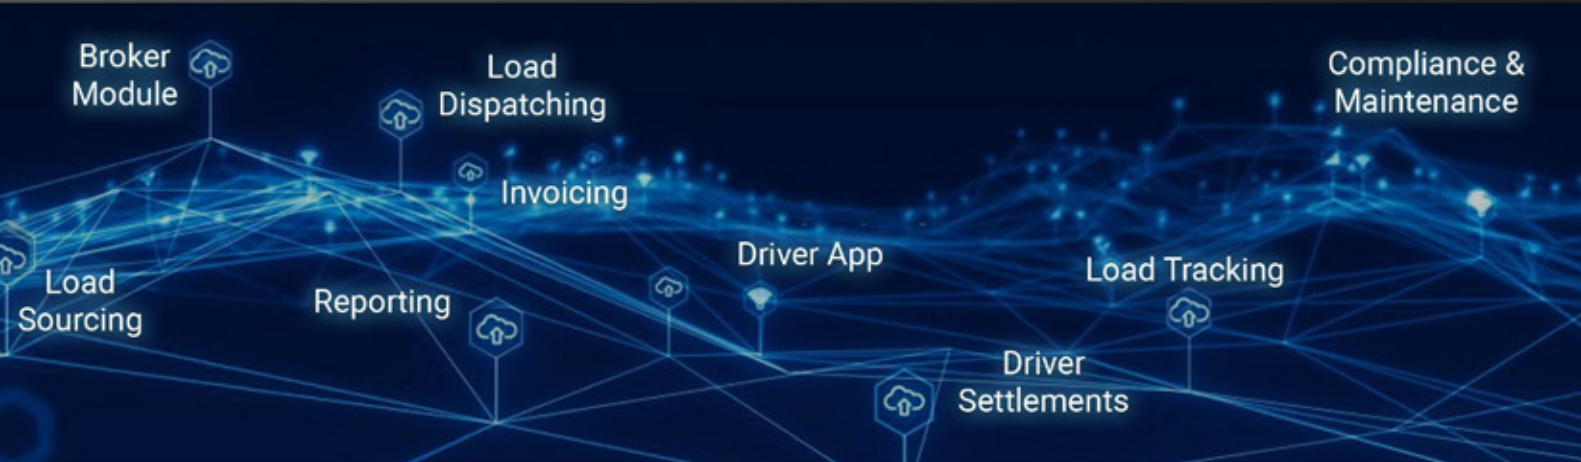 Broker
Module
Load
Dispatching
Compliance &
Maintenance
Invoicing
Driver App
Load Tracking
Load
Sourcing
Reporting
Driver
Settlements